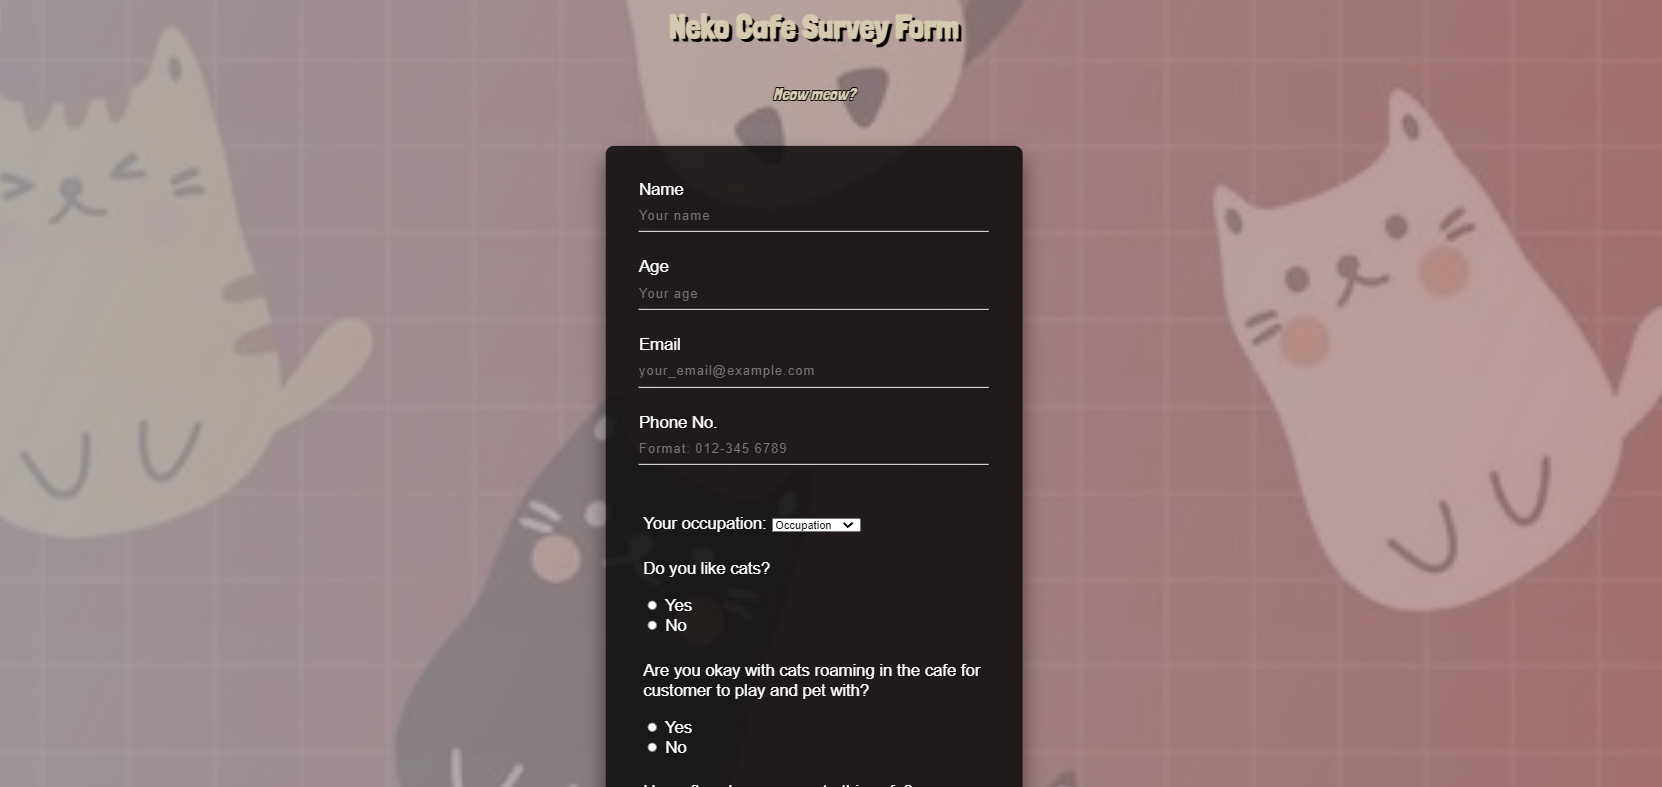 Neko Cafe Survey Form
Meow meow?
Name
Your name
Age
Your age
Email
your_email@example.com
Phone No.
Format: 012-345 6789
Your occupation: Occupation
Do you like cats?
Yes
No
Are you okay with cats roaming in the cafe for
customer to play and pet with?
Yes
No